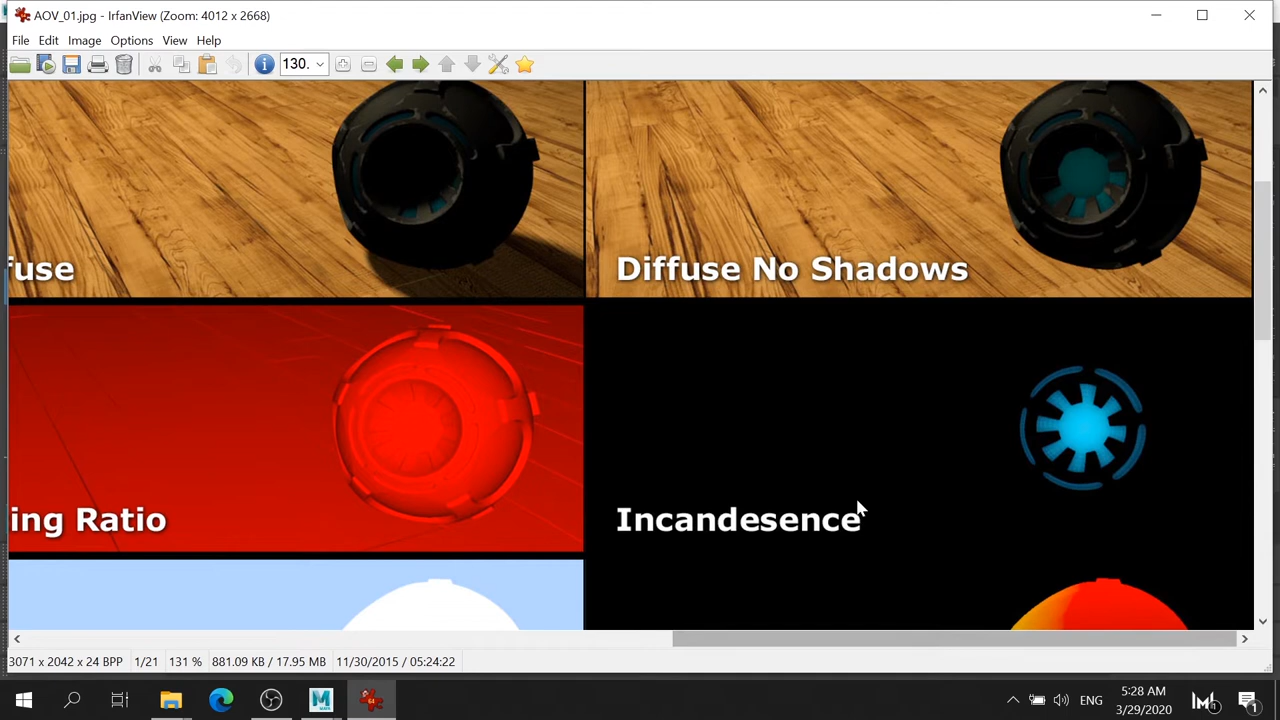 AOV_01.jpg - IrfanView (Zoom: 4012 x 2668)
File Edit Image Options View Help
130.
fuse
Diffuse No Shadows
ing Ratio
Incandesence
3071 x 2042 x 24 BPP 1/21 131 % 881.09 KB / 17.95 MB 11/30/2015 / 05:24:22
ENG
5:28 AM
3/29/2020